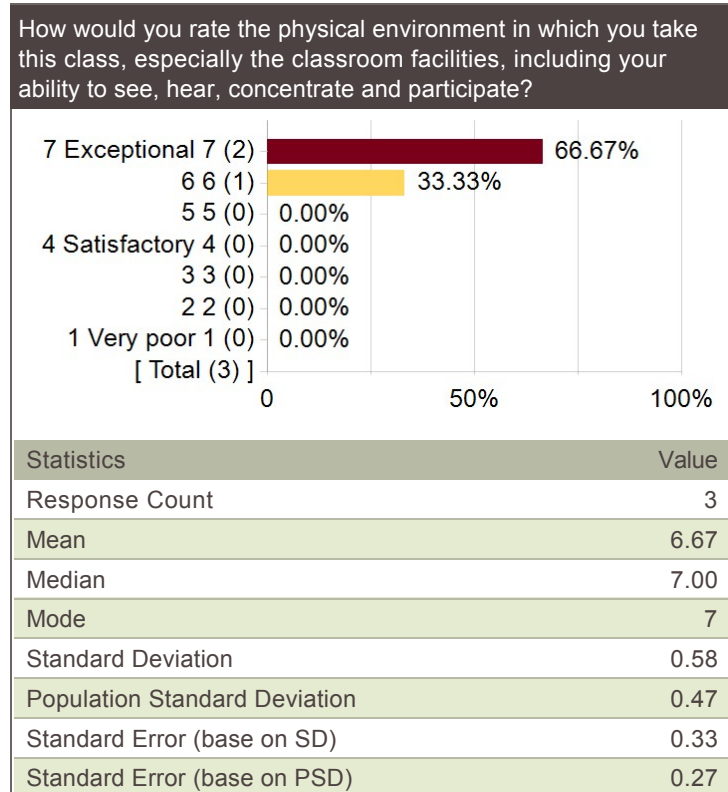 How would you rate the physical environment in which you take
this class, especially the classroom facilities, including your
ability to see, hear, concentrate and participate?
7 Exceptional 7 (2) 66.67%
6 6 (1) 33.33%
5 5 (0) 0.00%
4 Satisfactory 4 (0) 0.00%
3 3 (0) 0.00%
2 2 (0) 0.00%
1 Very poor 1 (0) 0.00%
[ Total (3) ]
0 50% 100%
Statistics Value
Response Count 3
Mean 6.67
Median 7.00
Mode 7
Standard Deviation 0.58
Population Standard Deviation 0.47
Standard Error (base on SD) 0.33
Standard Error (base on PSD) 0.27